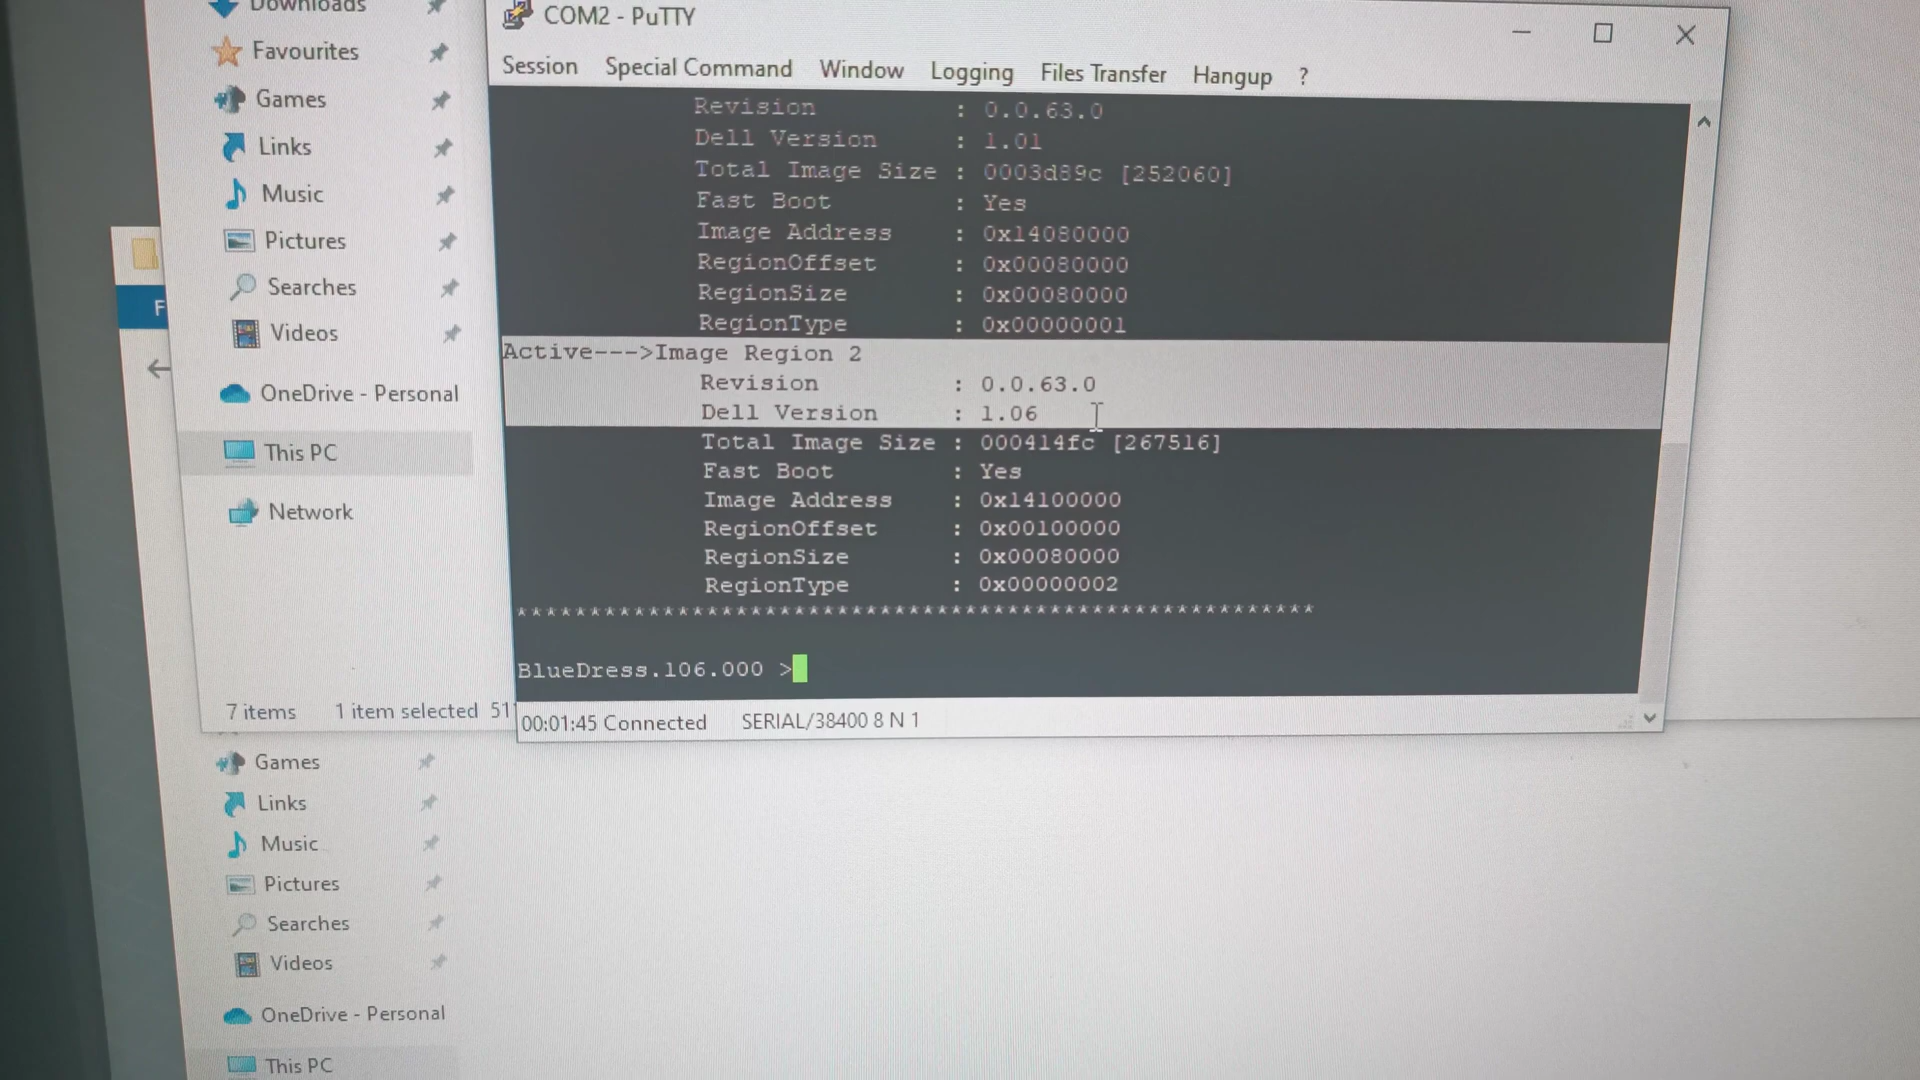 Downloads
Favourites
Games
Links
Music
Pictures
Searches
Videos
OneDrive - Personal
This PC
Network
7 items 1 item selected 51
F
COM2 - PuTTY
Session Special Command Window Logging Files Transfer Hangup ?
Revision : 0.0.63.0
Dell Version : 1.01
Total Image Size : 0003d89c [252060]
Fast Boot : Yes
Image Address : 0x14080000
RegionOffset : 0x00080000
RegionSize : 0x00080000
RegionType : 0x00000001
Active--->Image Region 2
Revision : 0.0.63.0
Dell Version : 1.06
Total Image Size : 000414fc [267516]
Fast Boot : Yes
Image Address : 0x14100000
RegionOffset : 0x00100000
RegionSize : 0x00080000
RegionType : 0x00000002
*******************************************************
BlueDress.106.000 >
00:01:45 Connected SERIAL/38400 8 N 1
Games
Links
Music
Pictures
Searches
Videos
OneDrive - Personal
This PC